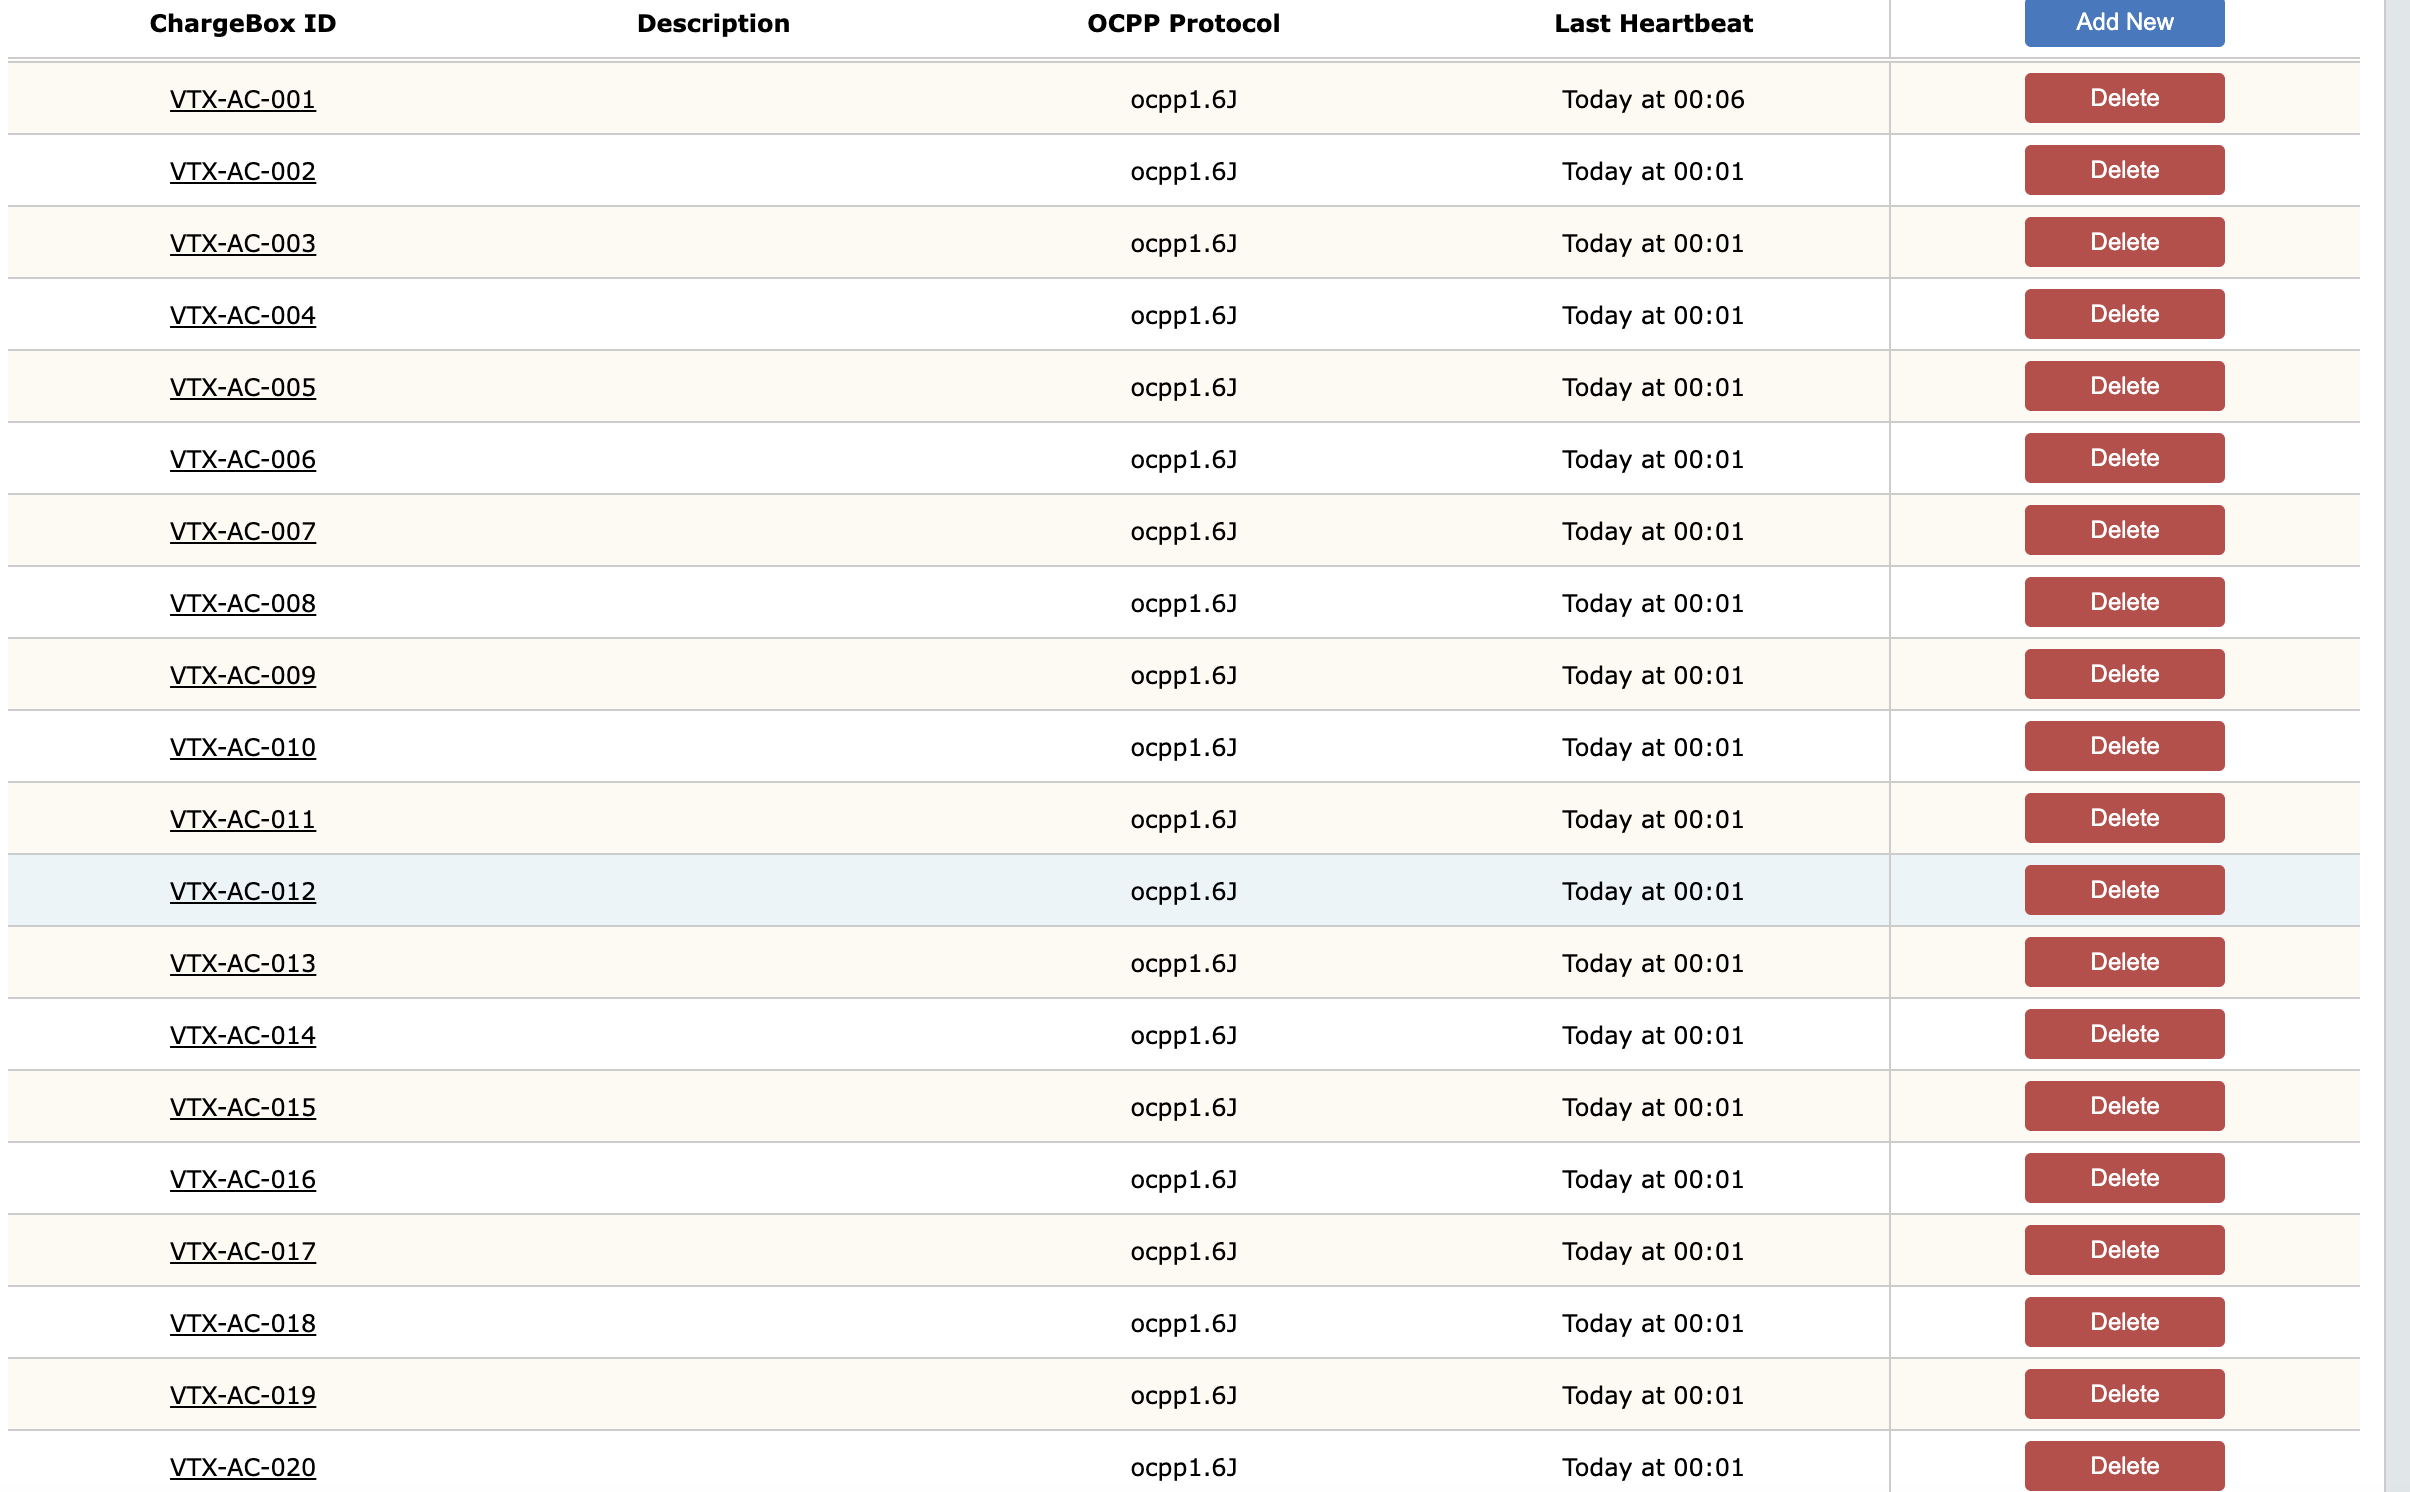 ChargeBox ID Description OCPP Protocol Last Heartbeat Add New
VTX-AC-001 ocpp1.6J Today at 00:06 Delete
VTX-AC-002 ocpp1.6J Today at 00:01 Delete
VTX-AC-003 ocpp1.6J Today at 00:01 Delete
VTX-AC-004 ocpp1.6J Today at 00:01 Delete
VTX-AC-005 ocpp1.6J Today at 00:01 Delete
VTX-AC-006 ocpp1.6J Today at 00:01 Delete
VTX-AC-007 ocpp1.6J Today at 00:01 Delete
VTX-AC-008 ocpp1.6J Today at 00:01 Delete
VTX-AC-009 ocpp1.6J Today at 00:01 Delete
VTX-AC-010 ocpp1.6J Today at 00:01 Delete
VTX-AC-011 ocpp1.6J Today at 00:01 Delete
VTX-AC-012 ocpp1.6J Today at 00:01 Delete
VTX-AC-013 ocpp1.6J Today at 00:01 Delete
VTX-AC-014 ocpp1.6J Today at 00:01 Delete
VTX-AC-015 ocpp1.6J Today at 00:01 Delete
VTX-AC-016 ocpp1.6J Today at 00:01 Delete
VTX-AC-017 ocpp1.6J Today at 00:01 Delete
VTX-AC-018 ocpp1.6J Today at 00:01 Delete
VTX-AC-019 ocpp1.6J Today at 00:01 Delete
VTX-AC-020 ocpp1.6J Today at 00:01 Delete